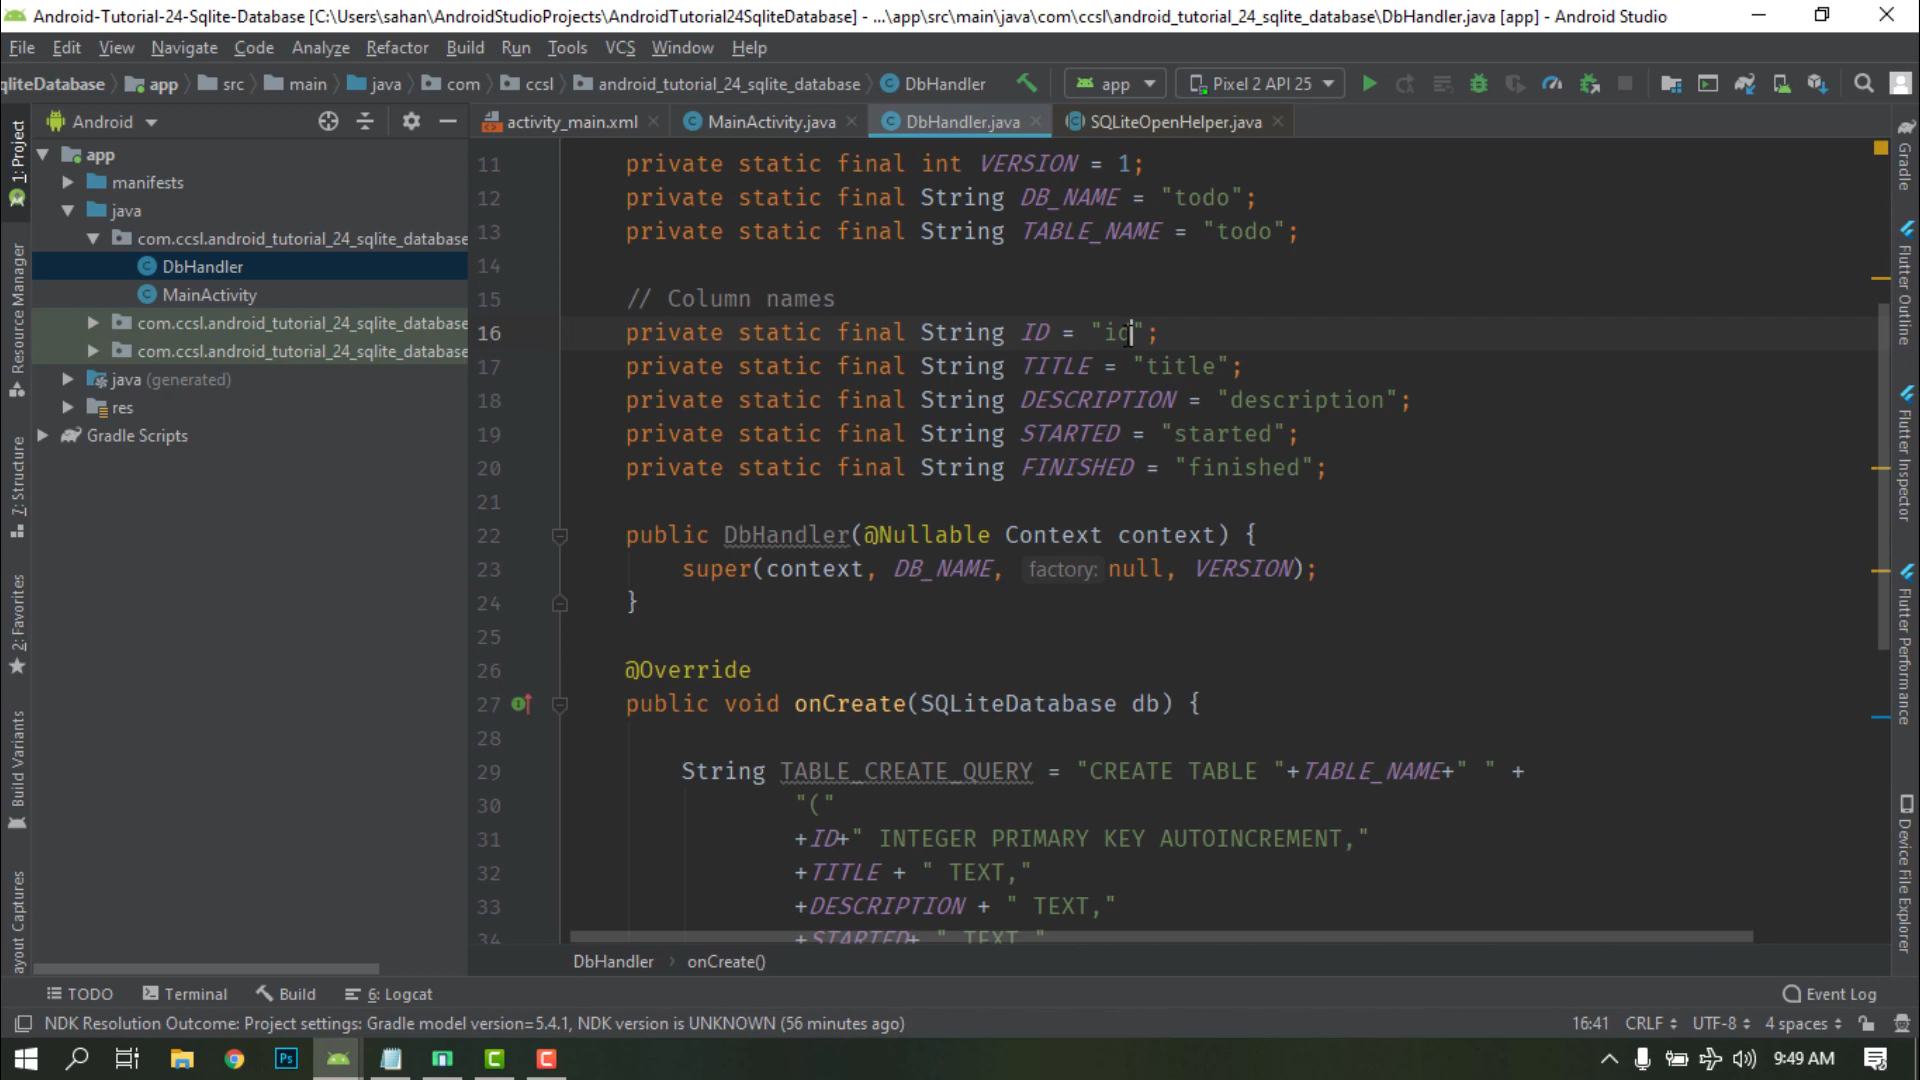 Android-Tutorial-24-Sqlite-Database [C:\Users\sahan\AndroidStudioProjects\AndroidTutorial24SqliteDatabase] - ...\app\src\main\java\com\ccsl\android_tutorial_24_sqlite_database\DbHandler.java [app] - Android Studio
File Edit View Navigate Code Analyze Refactor Build Run Tools VCS Window Help
qliteDatabase app src main java com ccsl android_tutorial_24_sqlite_database DbHandler app Pixel 2 API 25
Android activity_main.xml MainActivity.java DbHandler.java SQLiteOpenHelper.java
app
manifests
java
com.ccsl.android_tutorial_24_sqlite_database
DbHandler
MainActivity
com.ccsl.android_tutorial_24_sqlite_database
com.ccsl.android_tutorial_24_sqlite_database
java (generated)
res
Gradle Scripts
1: Project
Resource Manager
7: Structure
2: Favorites
Build Variants
ayout Captures
11 private static final int VERSION = 1;
12 private static final String DB_NAME = "todo";
13 private static final String TABLE_NAME = "todo";
14
15 // Column names
16 private static final String ID = "id";
17 private static final String TITLE = "title";
18 private static final String DESCRIPTION = "description";
19 private static final String STARTED = "started";
20 private static final String FINISHED = "finished";
21
22 public DbHandler(@Nullable Context context) {
23 super(context, DB_NAME, factory: null, VERSION);
24 }
25
26 @Override
27 public void onCreate(SQLiteDatabase db) {
28
29 String TABLE_CREATE_QUERY = "CREATE TABLE "+TABLE_NAME+" " +
30 "("
31 +ID+" INTEGER PRIMARY KEY AUTOINCREMENT,"
32 +TITLE + " TEXT,"
33 +DESCRIPTION + " TEXT,"
34 +STARTED+ " TEXT,"
Gradle
Flutter Outline
Flutter Inspector
Flutter Performance
Device File Explorer
DbHandler onCreate()
TODO Terminal Build 6: Logcat Event Log
NDK Resolution Outcome: Project settings: Gradle model version=5.4.1, NDK version is UNKNOWN (56 minutes ago) 16:41 CRLF UTF-8 4 spaces
Ps 9:49 AM